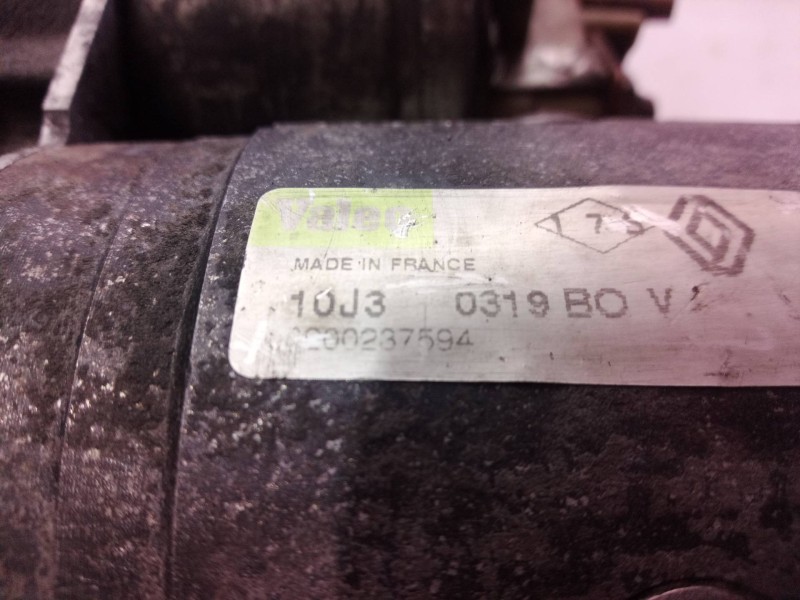 Valeo
MADE IN FRANCE
10J3 0319 BO V
8200237594